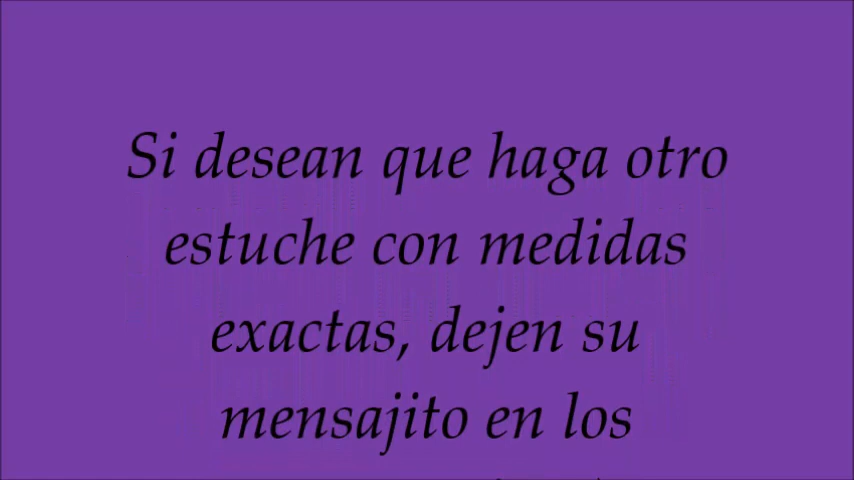 Si desean que haga otro
estuche con medidas
exactas, dejen su
mensajito en los